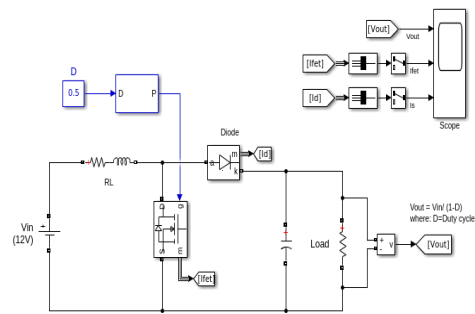 [Vout]
Vout
D
[Ifet]
Ifet
0.5
D
P
[Id]
Is
Scope
Diode
m
[Id]
a
k
RL
g
Vout = Vin/ (1-D)
where: D=Duty cycle
Vin
(12V)
+
Load
+
-
v
[Vout]
m
[Ifet]